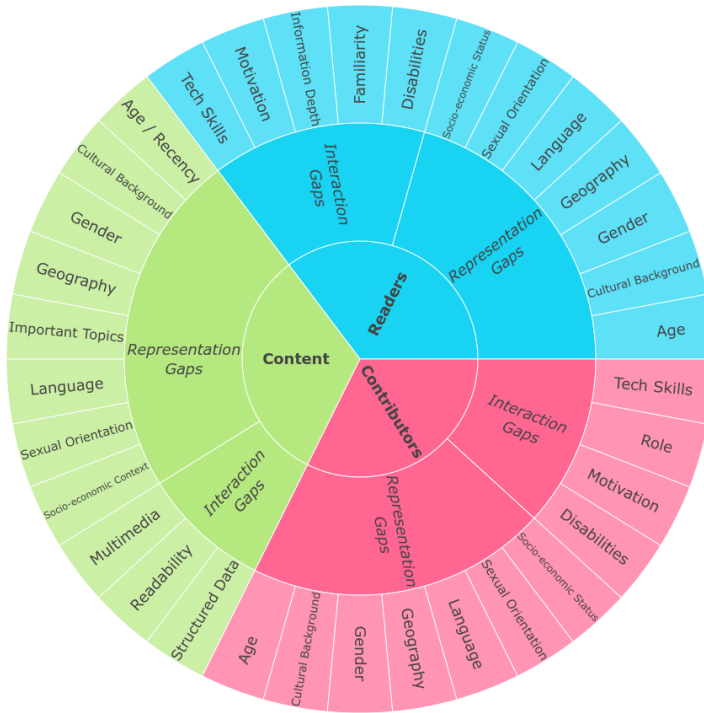 Readers
Interaction
Gaps
Tech Skills
Motivation
Information Depth
Familiarity
Disabilities
Representation
Gaps
Socio-economic Status
Sexual Orientation
Language
Geography
Gender
Cultural Background
Age
Contributors
Interaction
Gaps
Tech Skills
Role
Motivation
Disabilities
Representation
Gaps
Socio-economic Status
Sexual Orientation
Language
Geography
Gender
Cultural Background
Age
Content
Interaction
Gaps
Structured Data
Readability
Multimedia
Representation
Gaps
Socio-economic Context
Sexual Orientation
Language
Important Topics
Geography
Gender
Cultural Background
Age / Recency